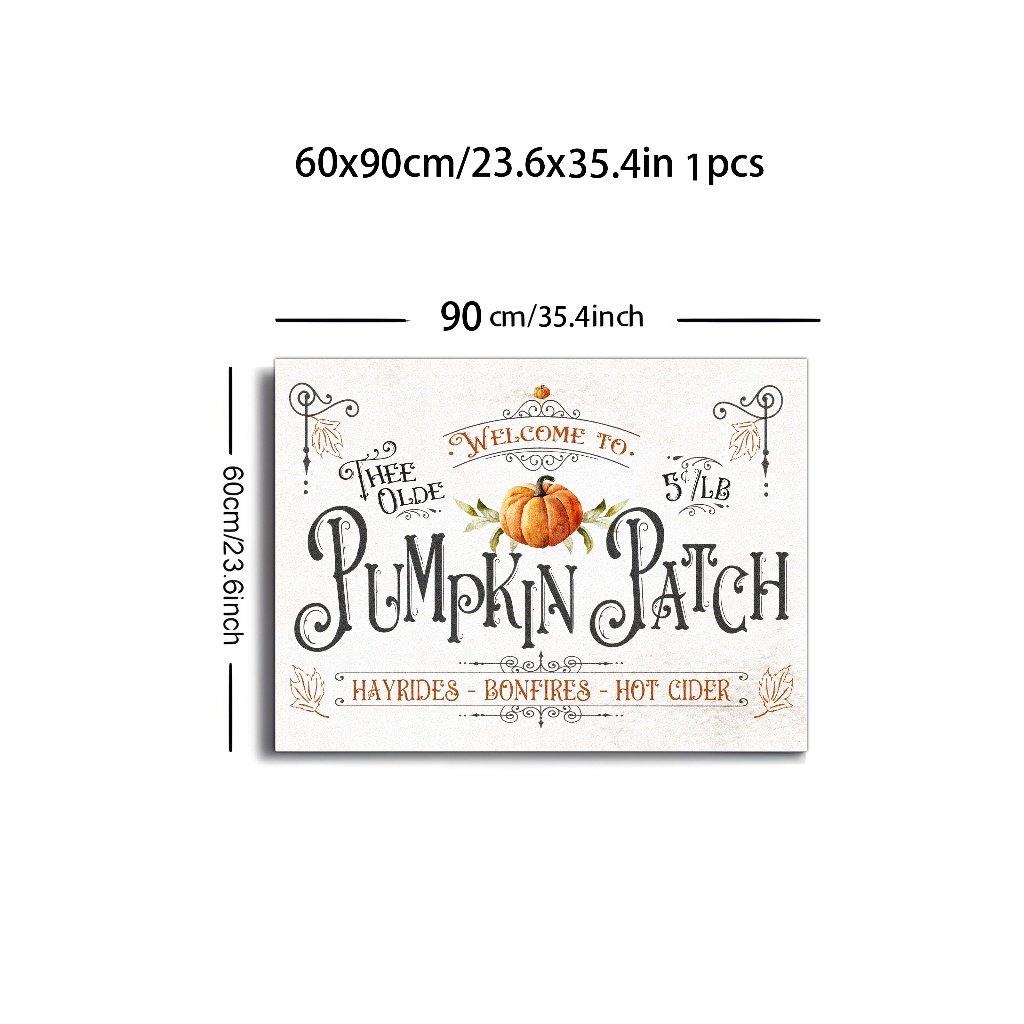 60x90cm/23.6x35.4in 1pcs
90 cm/35.4inch
60cm/23.6inch
·WELCOME TO·
THEE
OLDE
5¢/LB
PUMPKIN PATCH
HAYRIDES - BONFIRES - HOT CIDER